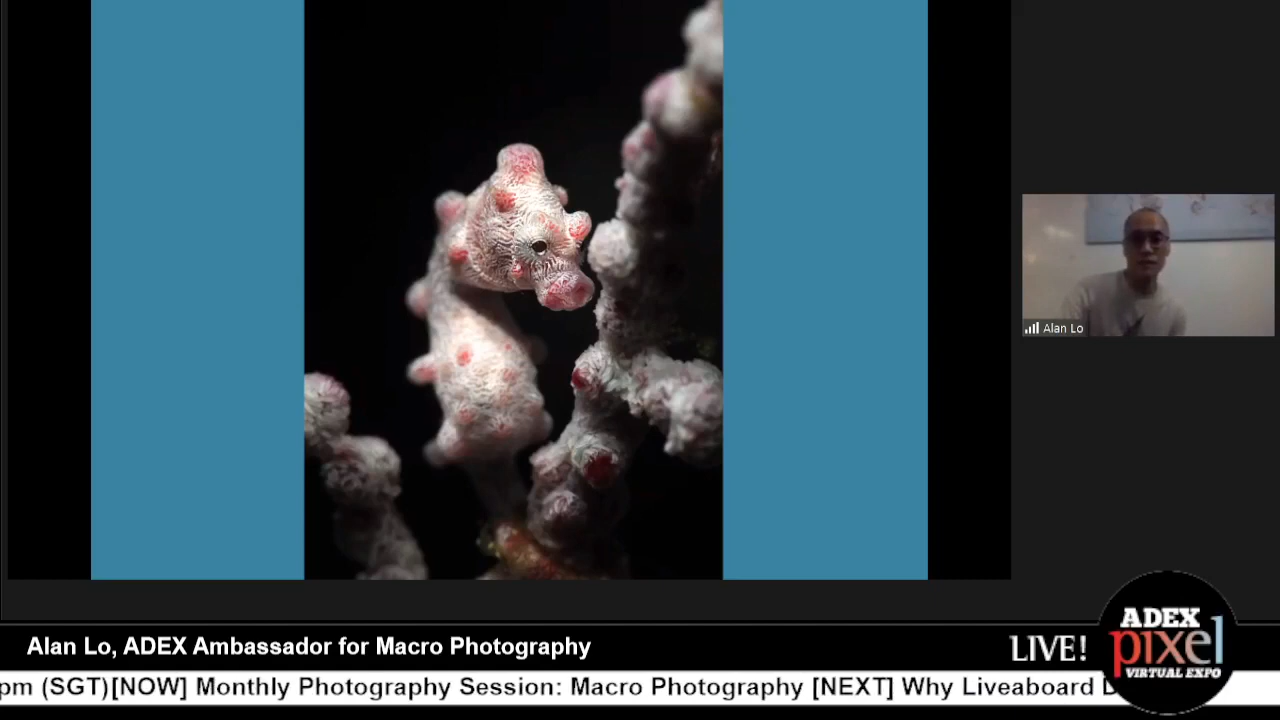 Alan Lo
Alan Lo, ADEX Ambassador for Macro Photography
LIVE!
ADEX
pixel
VIRTUAL EXPO
pm (SGT)[NOW] Monthly Photography Session: Macro Photography [NEXT] Why Liveaboard